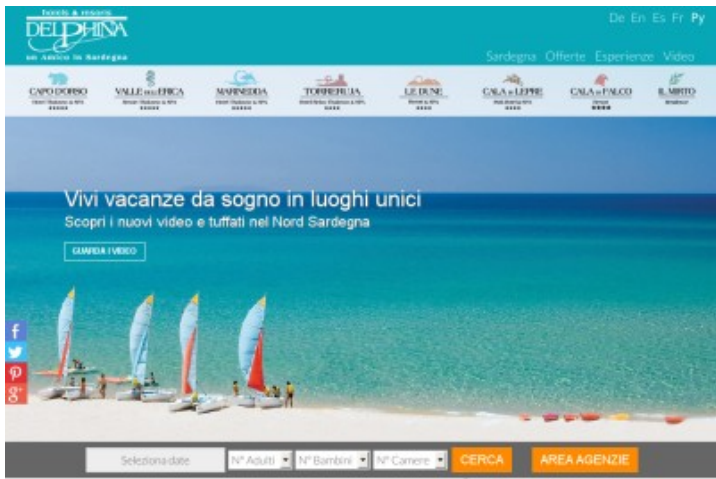 hotels & resorts
DELPHINA
un Amico in Sardegna
De En Es Fr Ру
Sardegna Offerte Esperienze Video
CAPO D'ORSO VALLE DELL'ERICA MARINEDDA TORRERUJA LE DUNE CALA DI LEPRE CALA DI FALCO IL MIRTO
Vivi vacanze da sogno in luoghi unici
Scopri i nuovi video e tuffati nel Nord Sardegna
GUARDA I VIDEO
Seleziona date N° Adulti N° Bambini N° Camere CERCA AREA AGENZIE